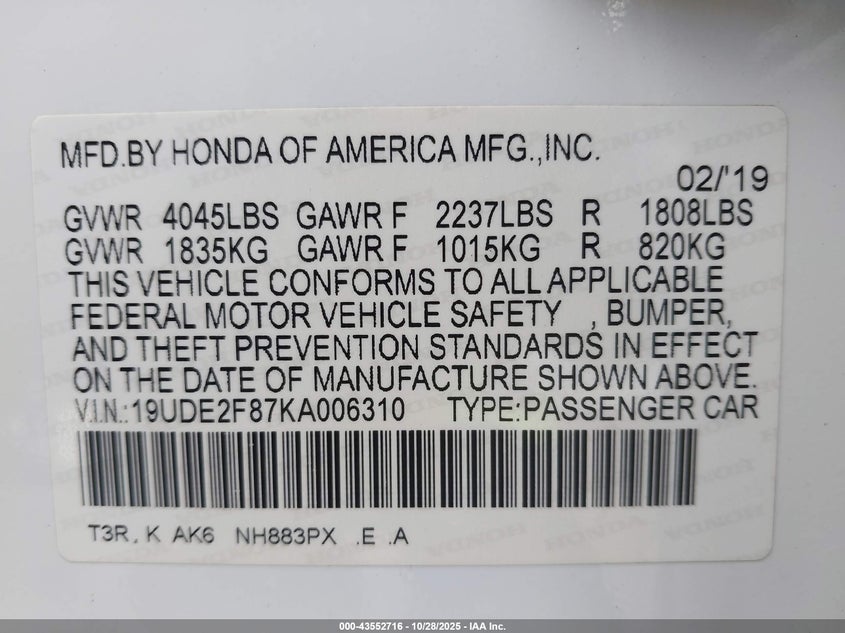 MFD.BY HONDA OF AMERICA MFG.,INC.
02/'19
GVWR 4045LBS GAWR F 2237LBS R 1808LBS
GVWR 1835KG GAWR F 1015KG R 820KG
THIS VEHICLE CONFORMS TO ALL APPLICABLE
FEDERAL MOTOR VEHICLE SAFETY , BUMPER,
AND THEFT PREVENTION STANDARDS IN EFFECT
ON THE DATE OF MANUFACTURE SHOWN ABOVE.
V.I.N.:19UDE2F87KA006310 TYPE:PASSENGER CAR
T3R, K AK6 NH883PX .E .A
000-43552716 - 10/28/2025 - IAA Inc.